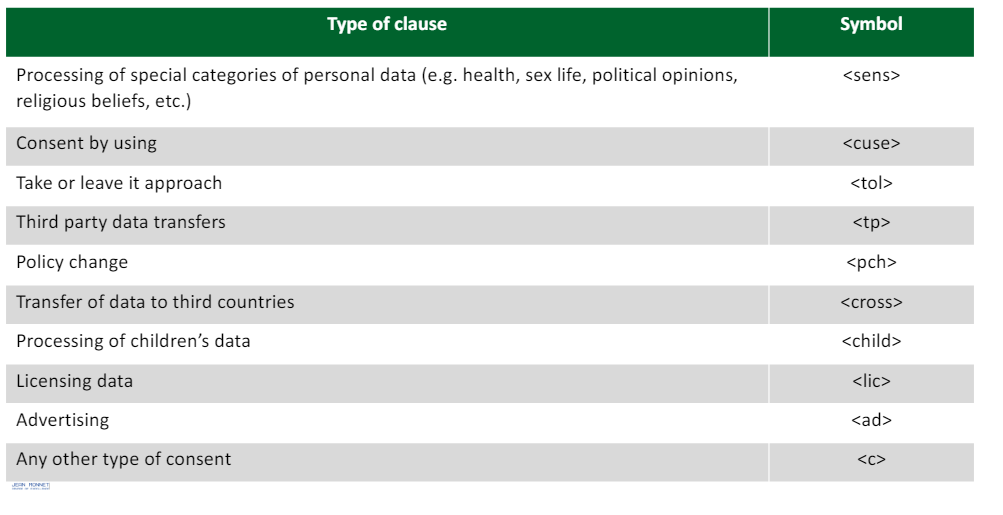 Type of clause Symbol
Processing of special categories of personal data (e.g. health, sex life, political opinions, <sens>
religious beliefs, etc.)
Consent by using <cuse>
Take or leave it approach <tol>
Third party data transfers <tp>
Policy change <pch>
Transfer of data to third countries <cross>
Processing of children’s data <child>
Licensing data <lic>
Advertising <ad>
Any other type of consent <c>
JEAN MONNET